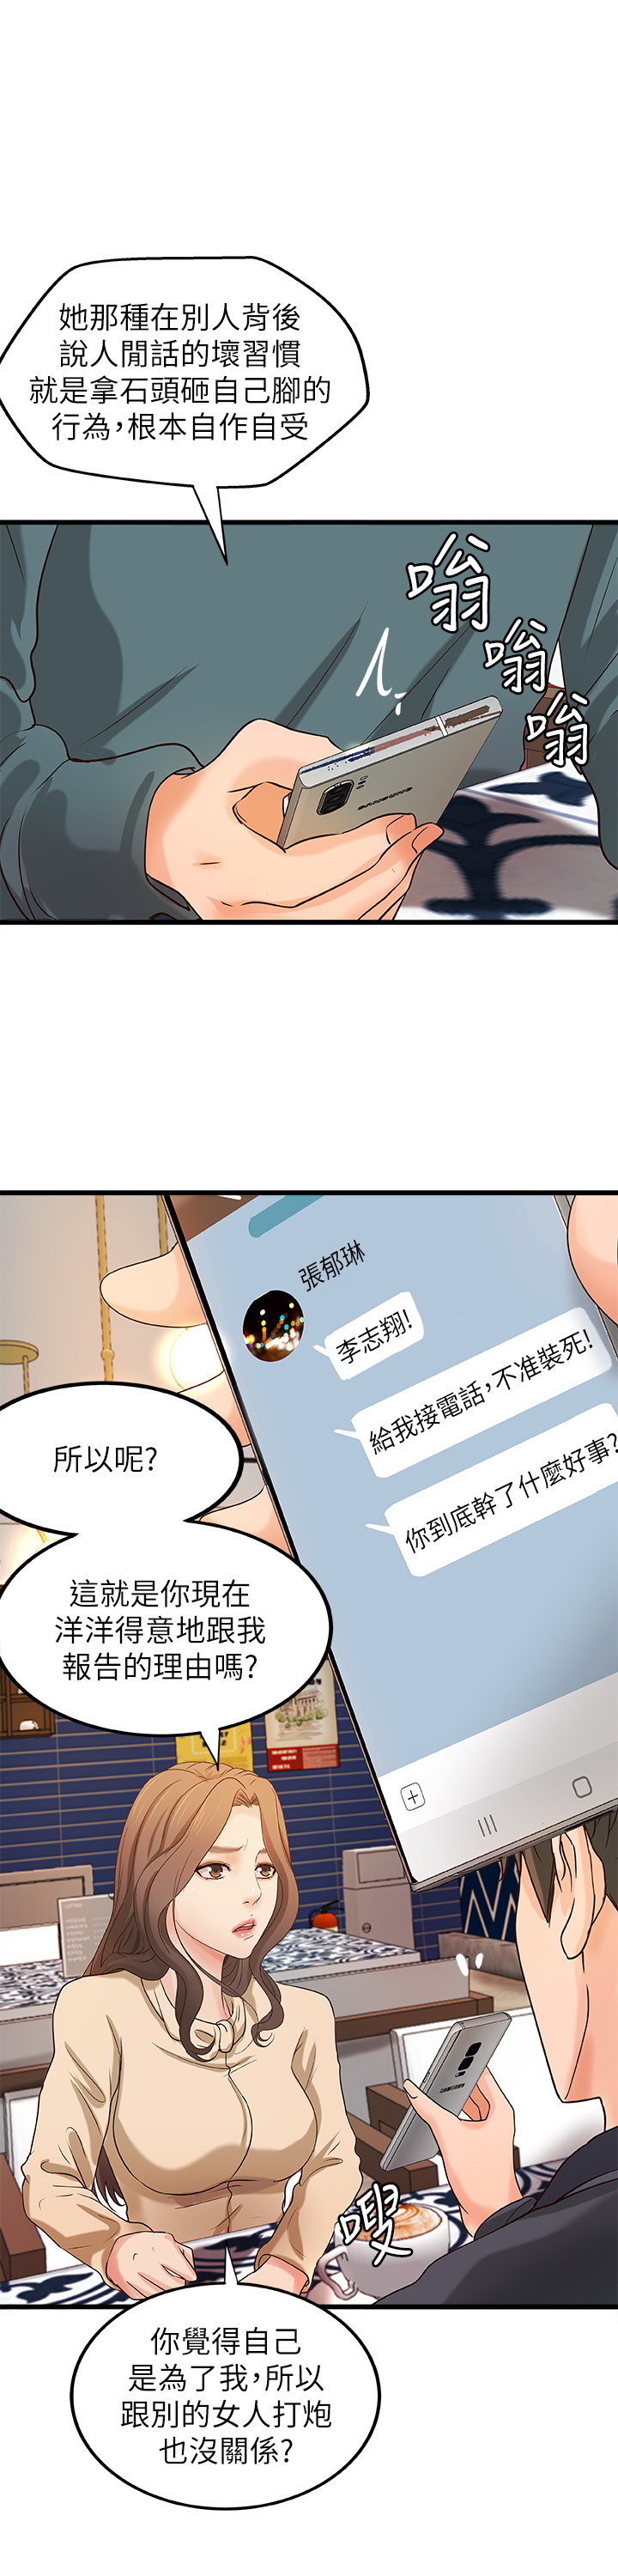 她那種在別人背後
說人閒話的壞習慣
就是拿石頭砸自己腳的
行為,根本自作自受
嗡
嗡
嗡
SAMSUNG
張郁琳
李志翔!
給我接電話,不准裝死!
你到底幹了什麼好事?
所以呢?
這就是你現在
洋洋得意地跟我
報告的理由嗎?
SAMSUNG
嗖
你覺得自己
是為了我,所以
跟別的女人打炮
也沒關係?